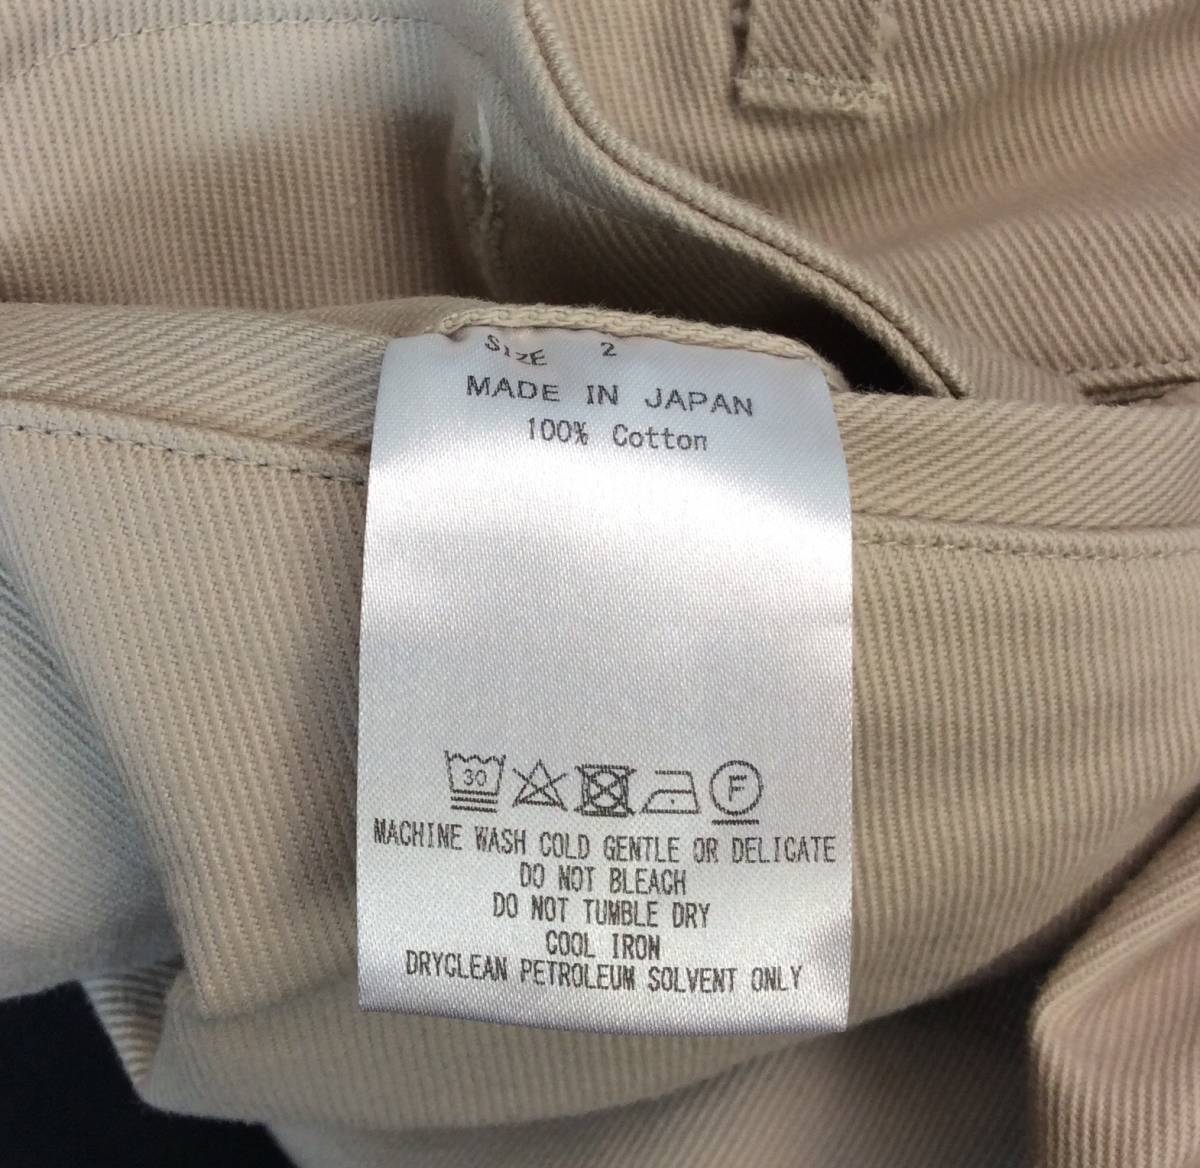 SIZE 2
MADE IN JAPAN
100% Cotton
30 F
MACHINE WASH COLD GENTLE OR DELICATE
DO NOT BLEACH
DO NOT TUMBLE DRY
COOL IRON
DRYCLEAN PETROLEUM SOLVENT ONLY